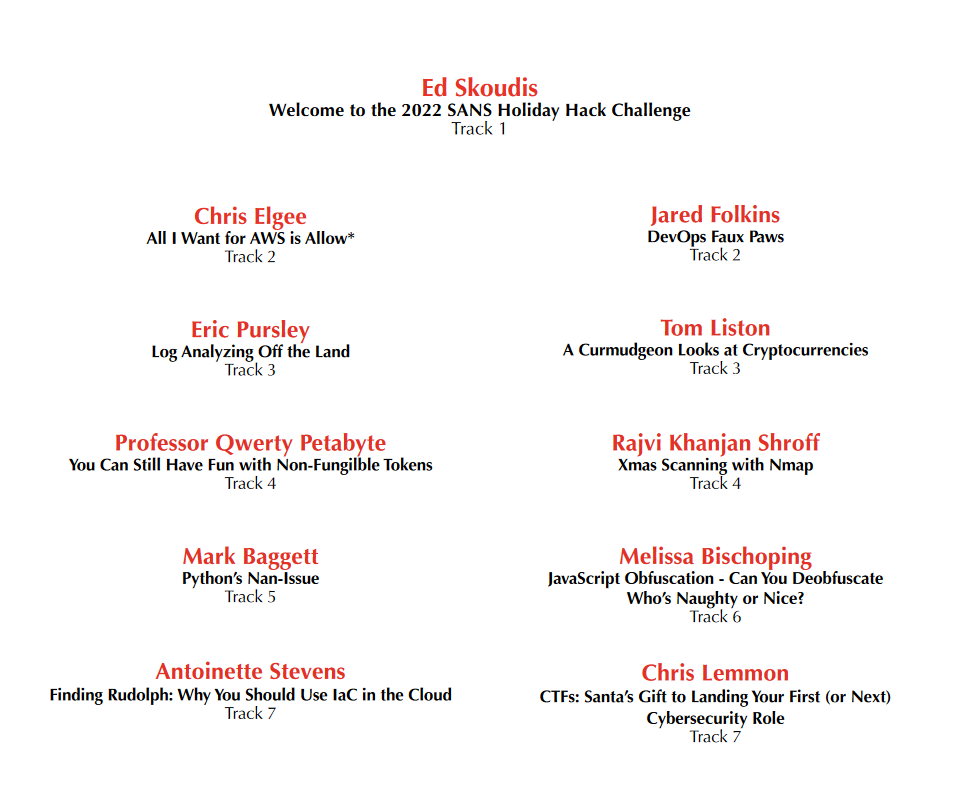 Ed Skoudis
Welcome to the 2022 SANS Holiday Hack Challenge
Track 1
Chris Elgee
All I Want for AWS is Allow*
Track 2
Jared Folkins
DevOps Faux Paws
Track 2
Eric Pursley
Log Analyzing Off the Land
Track 3
Tom Liston
A Curmudgeon Looks at Cryptocurrencies
Track 3
Professor Qwerty Petabyte
You Can Still Have Fun with Non-Fungilble Tokens
Track 4
Rajvi Khanjan Shroff
Xmas Scanning with Nmap
Track 4
Mark Baggett
Python’s Nan-Issue
Track 5
Melissa Bischoping
JavaScript Obfuscation - Can You Deobfuscate
Who’s Naughty or Nice?
Track 6
Antoinette Stevens
Finding Rudolph: Why You Should Use IaC in the Cloud
Track 7
Chris Lemmon
CTFs: Santa’s Gift to Landing Your First (or Next)
Cybersecurity Role
Track 7